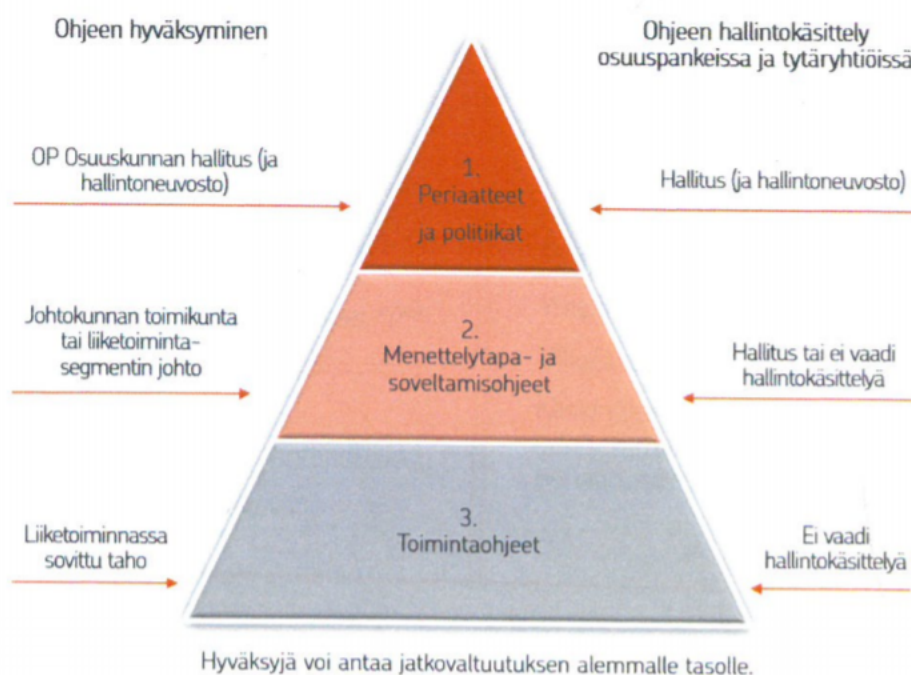 Ohjeen hyväksyminen
Ohjeen hallintokäsittely
osuuspankeissa ja tytäryhtiöissä
OP Osuuskunnan hallitus (ja
hallintoneuvosto)
1.
Periaatteet
ja politiikat
Hallitus (ja hallintoneuvosto)
Johtokunnan toimikunta
tai liiketoiminta-
segmentin johto
2.
Menettelytapa- ja
soveltamisohjeet
Hallitus tai ei vaadi
hallintokäsittelyä
Liiketoiminnassa
sovittu taho
3.
Toimintaohjeet
Ei vaadi
hallintokäsittelyä
Hyväksyjä voi antaa jatkovaltuutuksen alemmalle tasolle.